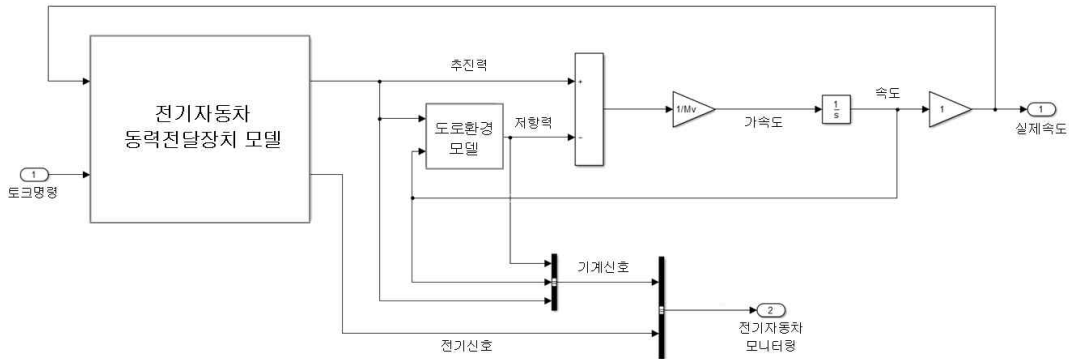 전기자동차
동력전달장치 모델
추진력
+
−
도로환경
모델
저항력
1/Mv
가속도
1
s
속도
1
1
실제속도
1
토크명령
기계신호
전기신호
2
전기자동차
모니터링